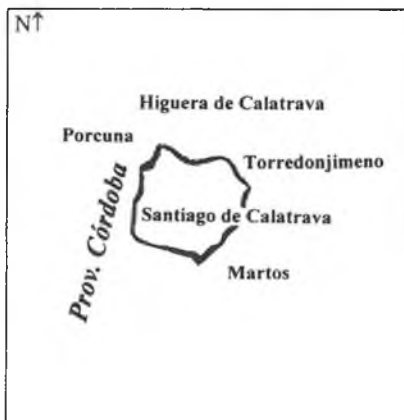 N↑
Higuera de Calatrava
Porcuna
Torredonjimeno
Prov. Córdoba
Santiago de Calatrava
Martos